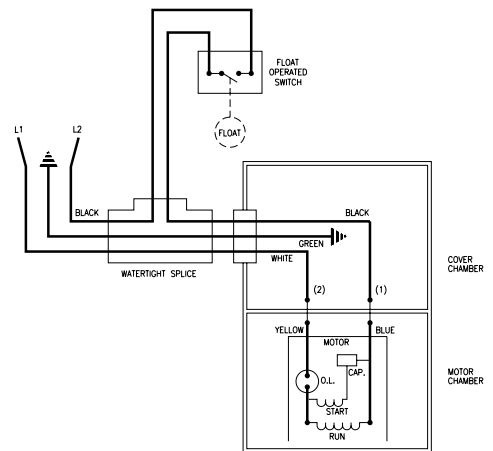 FLOAT
OPERATED
SWITCH
FLOAT
L1
L2
BLACK
BLACK
GREEN
WHITE
WATERTIGHT SPLICE
COVER
CHAMBER
(2)
(1)
YELLOW
BLUE
MOTOR
CAP.
O.L.
START
RUN
MOTOR
CHAMBER